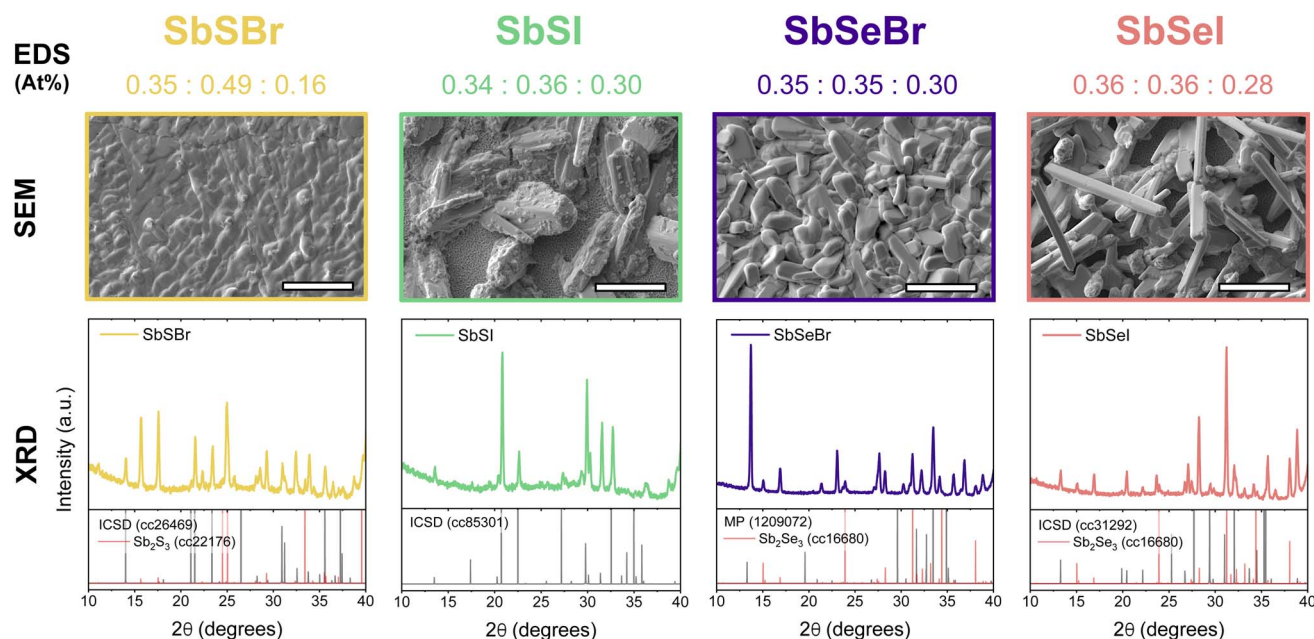 SbSBr SbSI SbSeBr SbSeI
EDS
(At%)
0.35 : 0.49 : 0.16 0.34 : 0.36 : 0.30 0.35 : 0.35 : 0.30 0.36 : 0.36 : 0.28
SEM
XRD
Intensity (a.u.)
SbSBr
ICSD (cc26469)
Sb₂S₃ (cc22176)
10 15 20 25 30 35 40
2θ (degrees)
SbSI
ICSD (cc85301)
10 15 20 25 30 35 40
2θ (degrees)
SbSeBr
MP (1209072)
Sb₂Se₃ (cc16680)
10 15 20 25 30 35 40
2θ (degrees)
SbSeI
ICSD (cc31292)
Sb₂Se₃ (cc16680)
10 15 20 25 30 35 40
2θ (degrees)